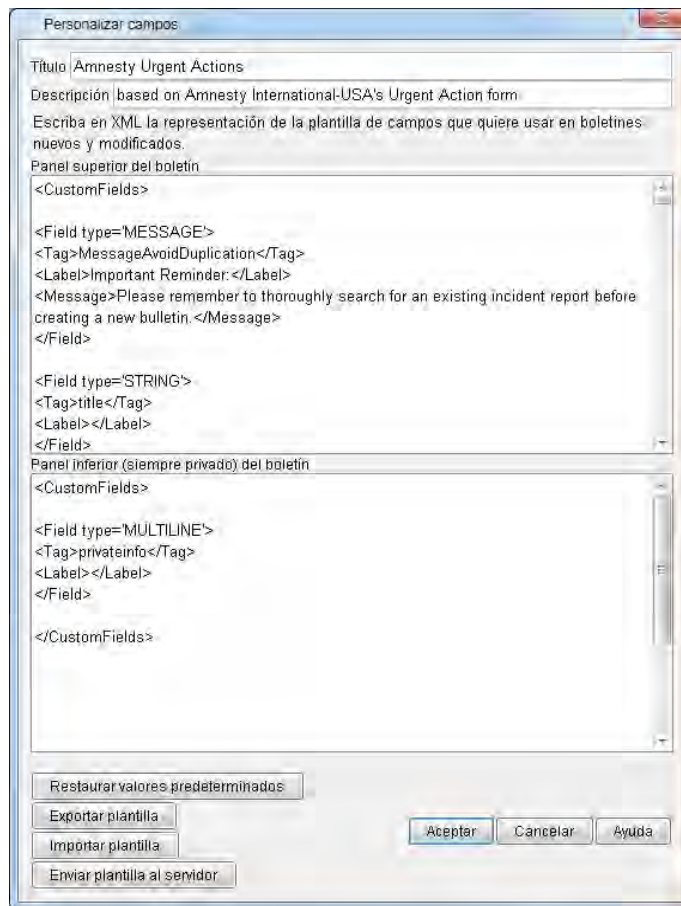 Personalizar campos
Título Amnesty Urgent Actions
Descripción based on Amnesty International-USA's Urgent Action form
Escriba en XML la representación de la plantilla de campos que quiere usar en boletines
nuevos y modificados.
Panel superior del boletín
<CustomFields>
<Field type='MESSAGE'>
<Tag>MessageAvoidDuplication</Tag>
<Label>Important Reminder:</Label>
<Message>Please remember to thoroughly search for an existing incident report before
creating a new bulletin.</Message>
</Field>
<Field type='STRING'>
<Tag>title</Tag>
<Label></Label>
</Field>
Panel inferior (siempre privado) del boletín
<CustomFields>
<Field type='MULTILINE'>
<Tag>privateinfo</Tag>
<Label></Label>
</Field>
</CustomFields>
Restaurar valores predeterminados
Exportar plantilla
Importar plantilla
Enviar plantilla al servidor
Aceptar Cancelar Ayuda